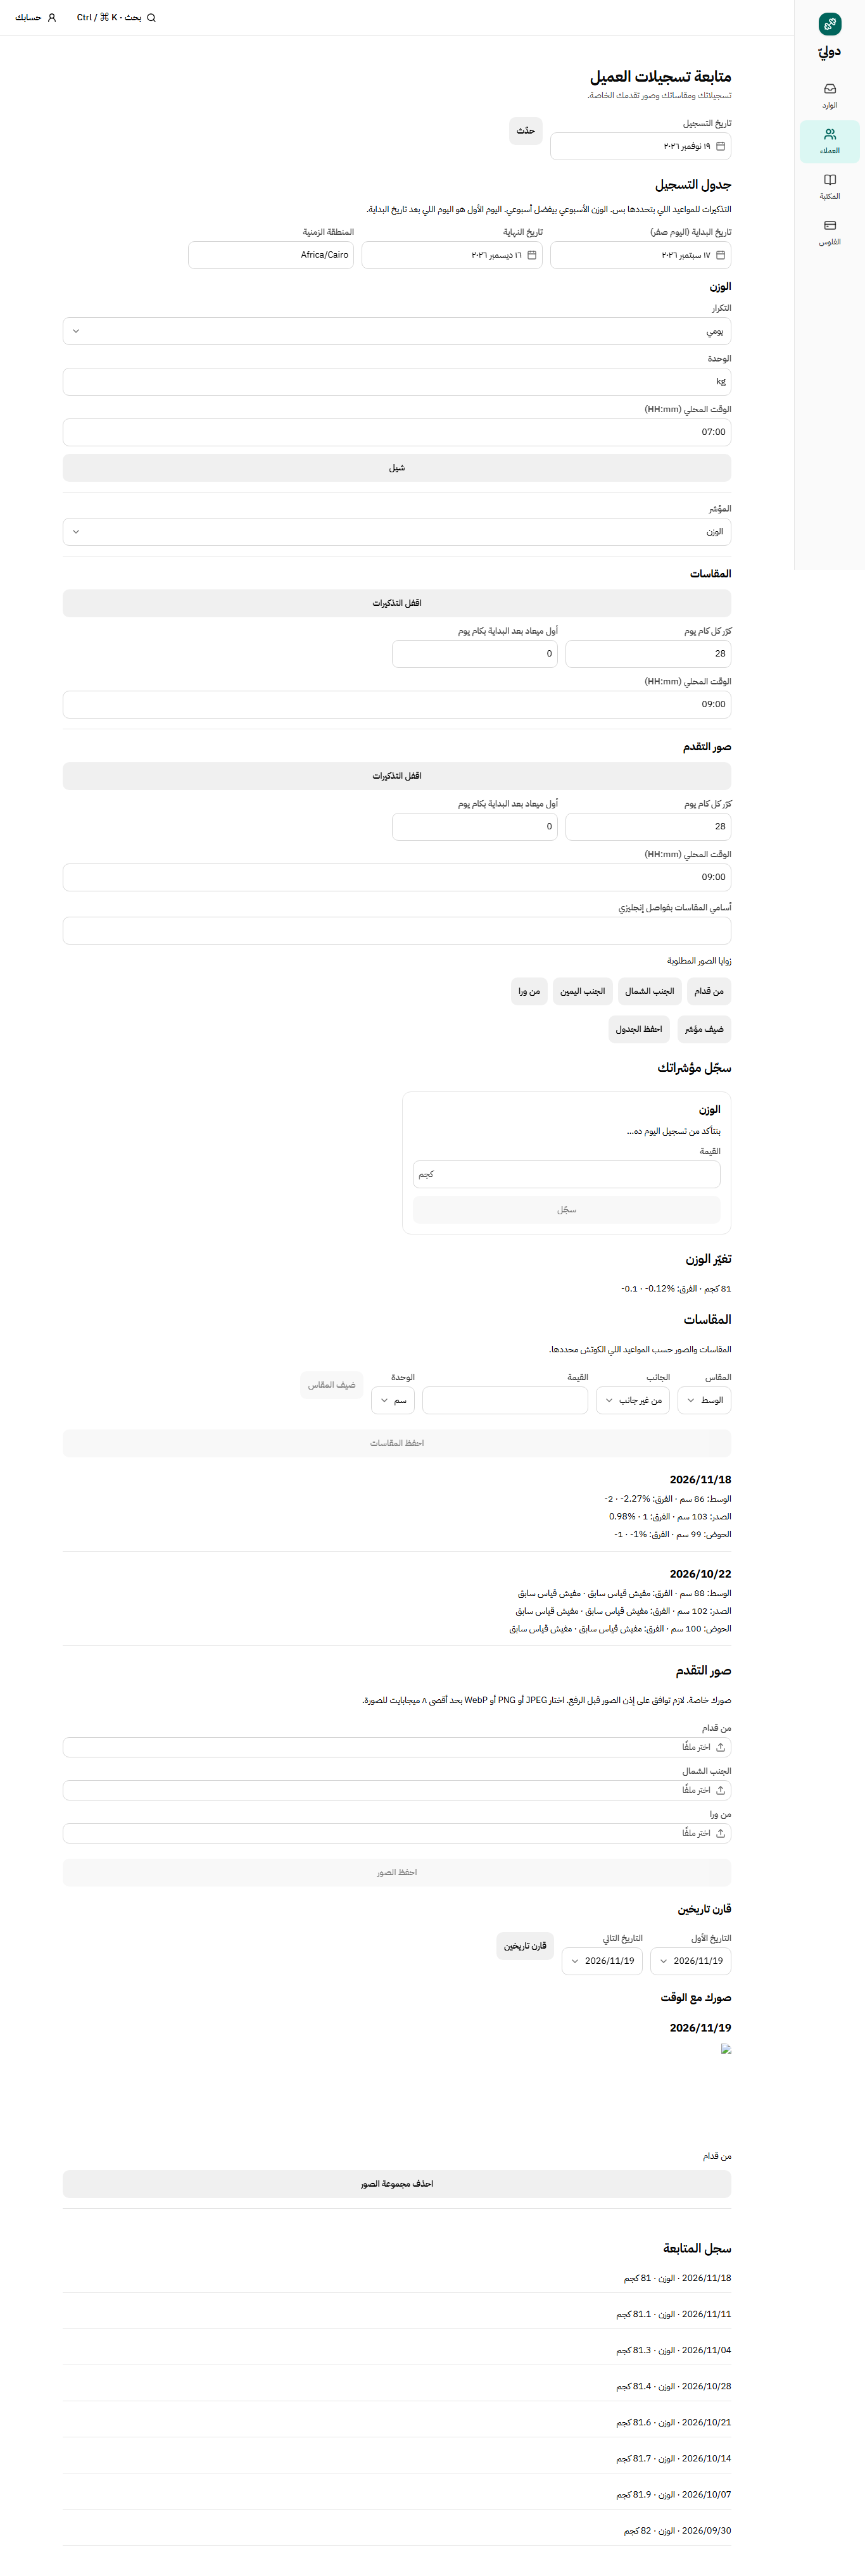 دوليّ
الوارد
العملاء
المكتبة
الفلوس
بحث · Ctrl / ⌘ K
حسابك
متابعة تسجيلات العميل
تسجيلاتك ومقاساتك وصور تقدمك الخاصة.
تاريخ التسجيل
١٩ نوفمبر ٢٠٢٦
حدّث
جدول التسجيل
التذكيرات للمواعيد اللي بتحددها بس. الوزن الأسبوعي بيفضل أسبوعي. اليوم الأول هو اليوم اللي بعد تاريخ البداية.
تاريخ البداية (اليوم صفر)
تاريخ النهاية
المنطقة الزمنية
١٧ سبتمبر ٢٠٢٦
١٦ ديسمبر ٢٠٢٦
Africa/Cairo
الوزن
التكرار
يومي
الوحدة
kg
الوقت المحلي (HH:mm)
07:00
شيل
المؤشر
الوزن
المقاسات
اقفل التذكيرات
كرّر كل كام يوم
أول ميعاد بعد البداية بكام يوم
28
0
الوقت المحلي (HH:mm)
09:00
صور التقدم
اقفل التذكيرات
كرّر كل كام يوم
أول ميعاد بعد البداية بكام يوم
28
0
الوقت المحلي (HH:mm)
09:00
أسامي المقاسات بفواصل إنجليزي
زوايا الصور المطلوبة
من قدام
الجنب الشمال
الجنب اليمين
من ورا
ضيف مؤشر
احفظ الجدول
سجّل مؤشراتك
الوزن
بنتأكد من تسجيل اليوم ده...
القيمة
كجم
سجّل
تغيّر الوزن
81 كجم · الفرق: ‎-0.12% · -0.1
المقاسات
المقاسات والصور حسب المواعيد اللي الكوتش محددها.
المقاس
الجانب
القيمة
الوحدة
الوسط
من غير جانب
سم
ضيف المقاس
احفظ المقاسات
2026/11/18
الوسط: 86 سم · الفرق: ‎-2.27% · -2
الصدر: 103 سم · الفرق: 1 · 0.98%
الحوض: 99 سم · الفرق: ‎-1% · -1
2026/10/22
الوسط: 88 سم · الفرق: مفيش قياس سابق · مفيش قياس سابق
الصدر: 102 سم · الفرق: مفيش قياس سابق · مفيش قياس سابق
الحوض: 100 سم · الفرق: مفيش قياس سابق · مفيش قياس سابق
صور التقدم
صورك خاصة. لازم توافق على إذن الصور قبل الرفع. اختار JPEG أو PNG أو WebP بحد أقصى ٨ ميجابايت للصورة.
من قدام
اختر ملفًا
الجنب الشمال
اختر ملفًا
من ورا
اختر ملفًا
احفظ الصور
قارن تاريخين
التاريخ الأول
التاريخ التاني
2026/11/19
2026/11/19
قارن تاريخين
صورك مع الوقت
2026/11/19
من قدام
احذف مجموعة الصور
سجل المتابعة
2026/11/18 · الوزن · 81 كجم
2026/11/11 · الوزن · 81.1 كجم
2026/11/04 · الوزن · 81.3 كجم
2026/10/28 · الوزن · 81.4 كجم
2026/10/21 · الوزن · 81.6 كجم
2026/10/14 · الوزن · 81.7 كجم
2026/10/07 · الوزن · 81.9 كجم
2026/09/30 · الوزن · 82 كجم